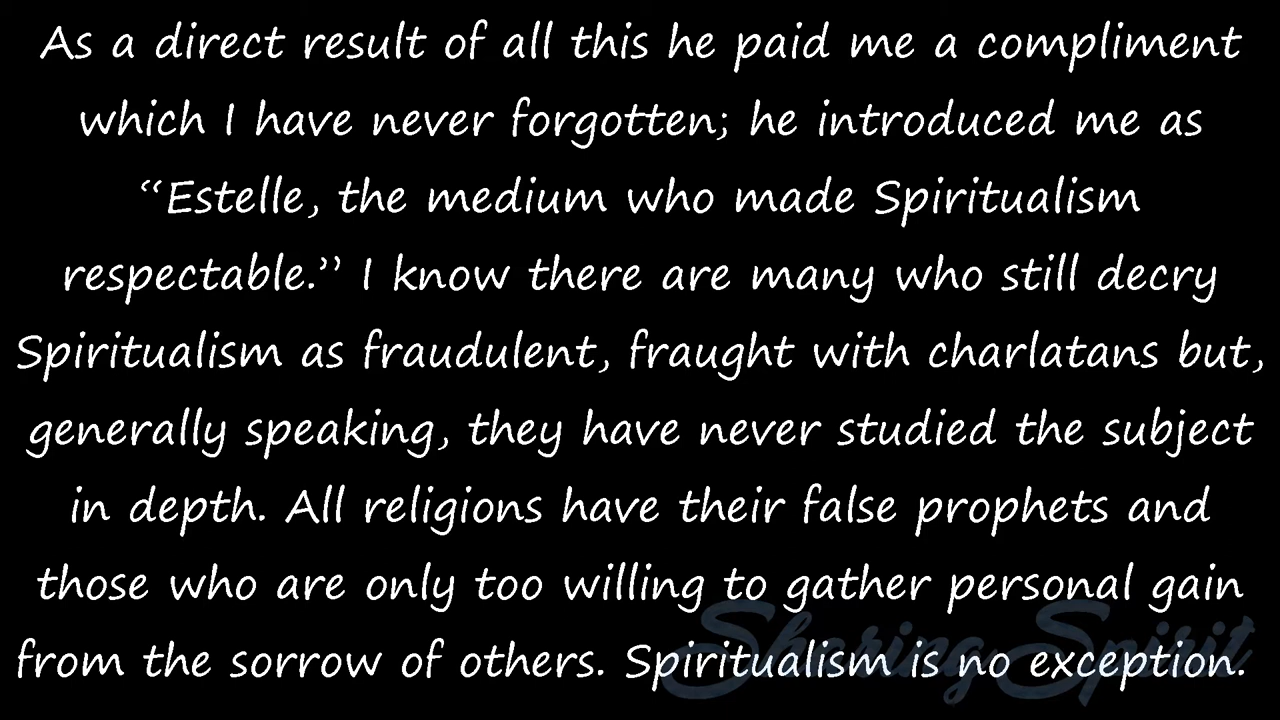 As a direct result of all this he paid me a compliment
which I have never forgotten; he introduced me as
“Estelle, the medium who made Spiritualism
respectable.” I know there are many who still decry
Spiritualism as fraudulent, fraught with charlatans but,
generally speaking, they have never studied the subject
in depth. All religions have their false prophets and
those who are only too willing to gather personal gain
from the sorrow of others. Spiritualism is no exception.
SharingSpirit